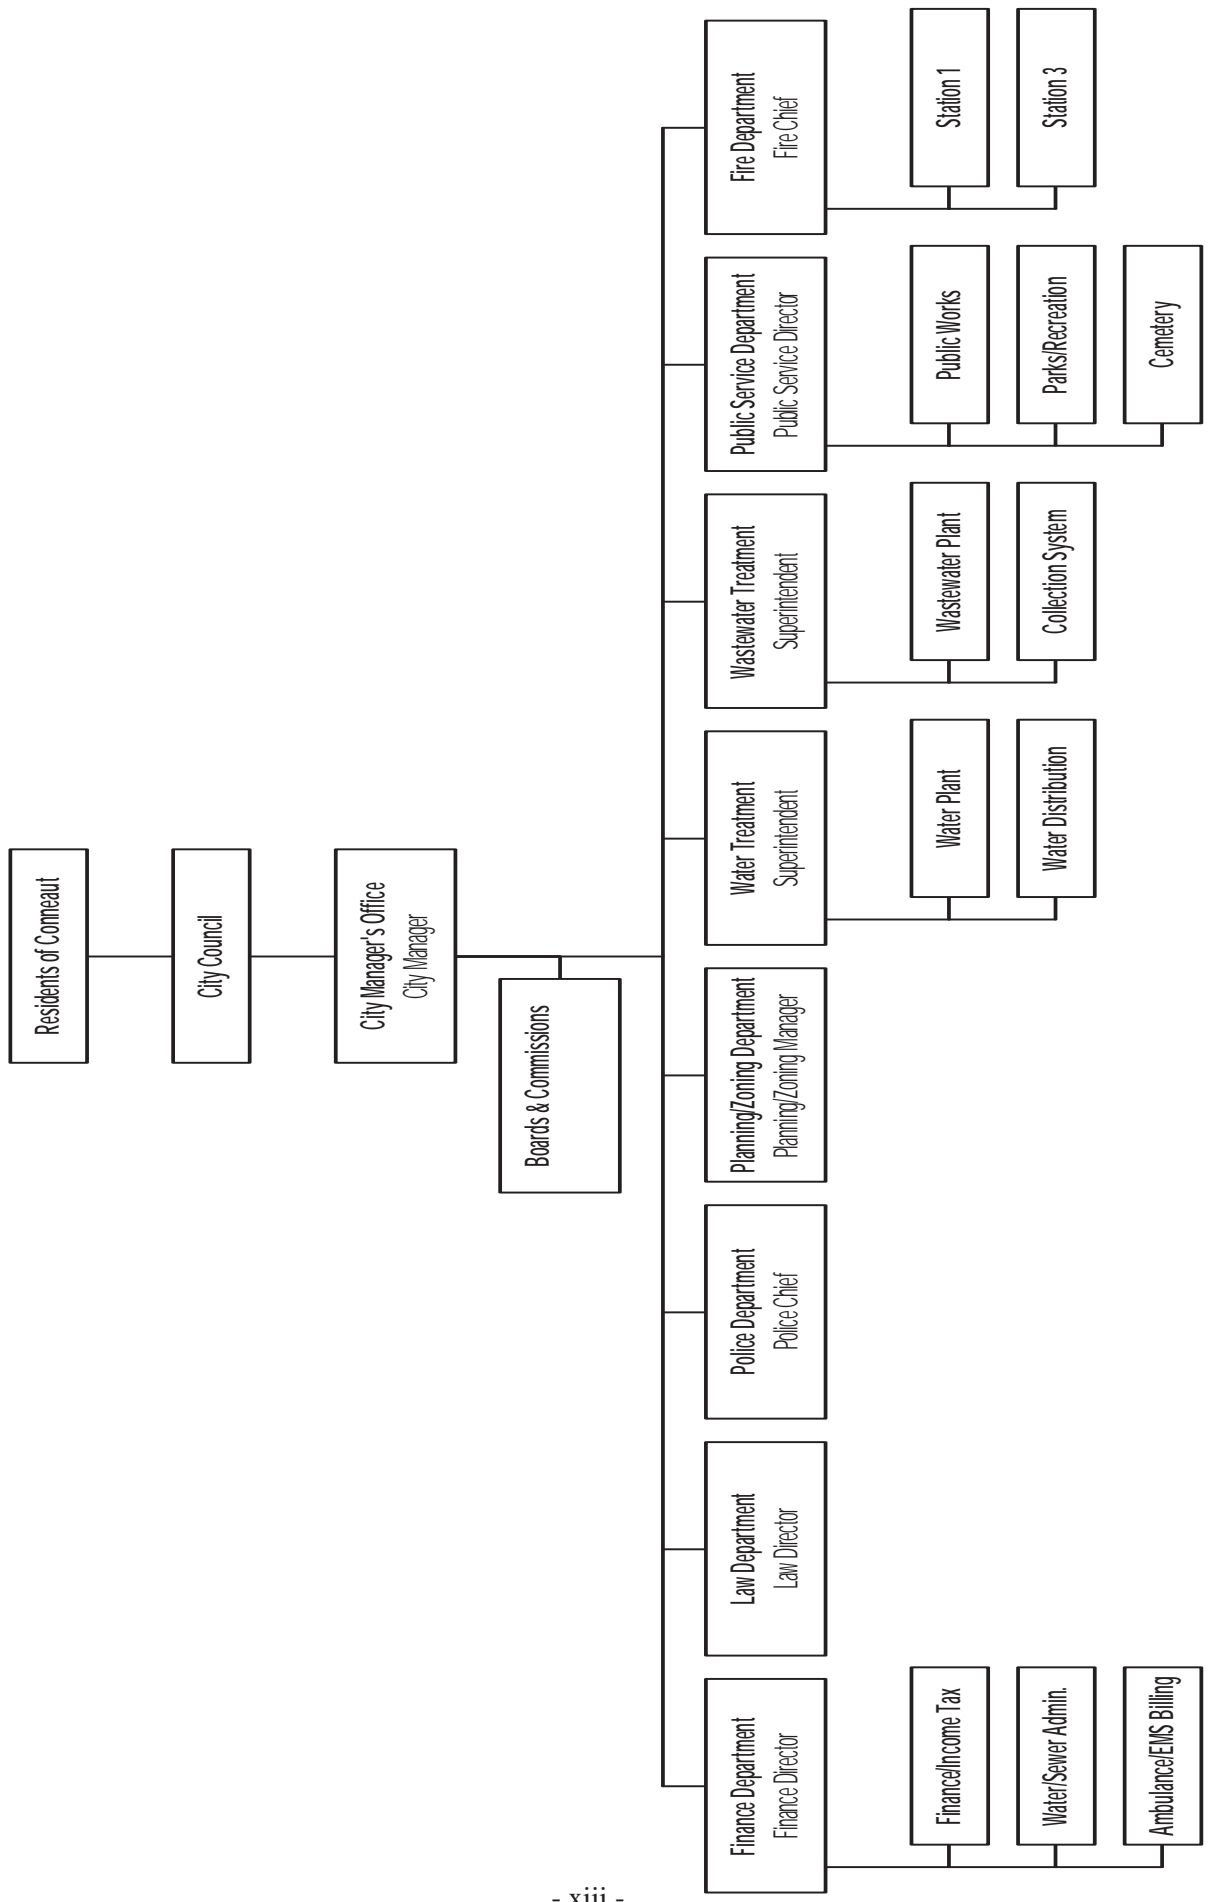 Residents of Conneaut
City Council
City Manager's Office
City Manager
Boards & Commissions
Finance Department
Finance Director
Law Department
Law Director
Police Department
Police Chief
Planning/Zoning Department
Planning/Zoning Manager
Water Treatment
Superintendent
Wastewater Treatment
Superintendent
Public Service Department
Public Service Director
Fire Department
Fire Chief
Finance/Income Tax
Water/Sewer Admin.
Ambulance/EMS Billing
Water Plant
Water Distribution
Wastewater Plant
Collection System
Public Works
Parks/Recreation
Cemetery
Station 1
Station 3
- xiii -